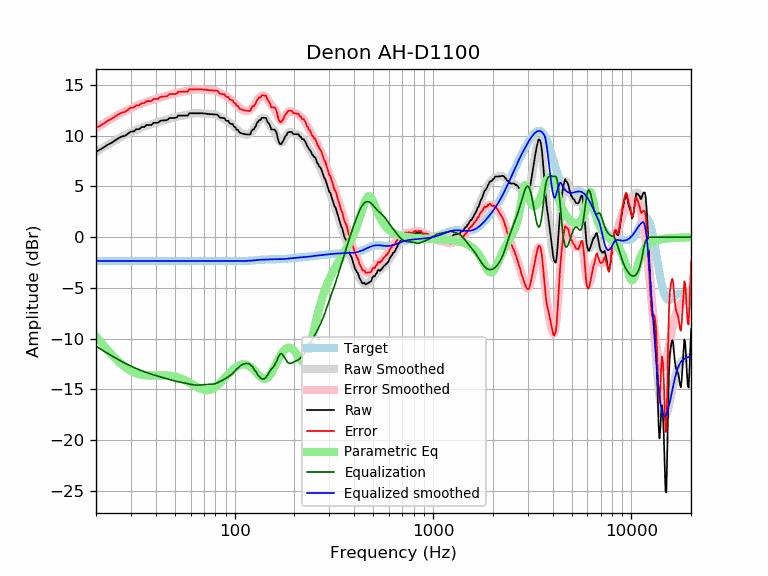 Denon AH-D1100
15
10
5
0
−5
−10
−15
−20
−25
Amplitude (dBr)
Target
Raw Smoothed
Error Smoothed
Raw
Error
Parametric Eq
Equalization
Equalized smoothed
100
1000
10000
Frequency (Hz)